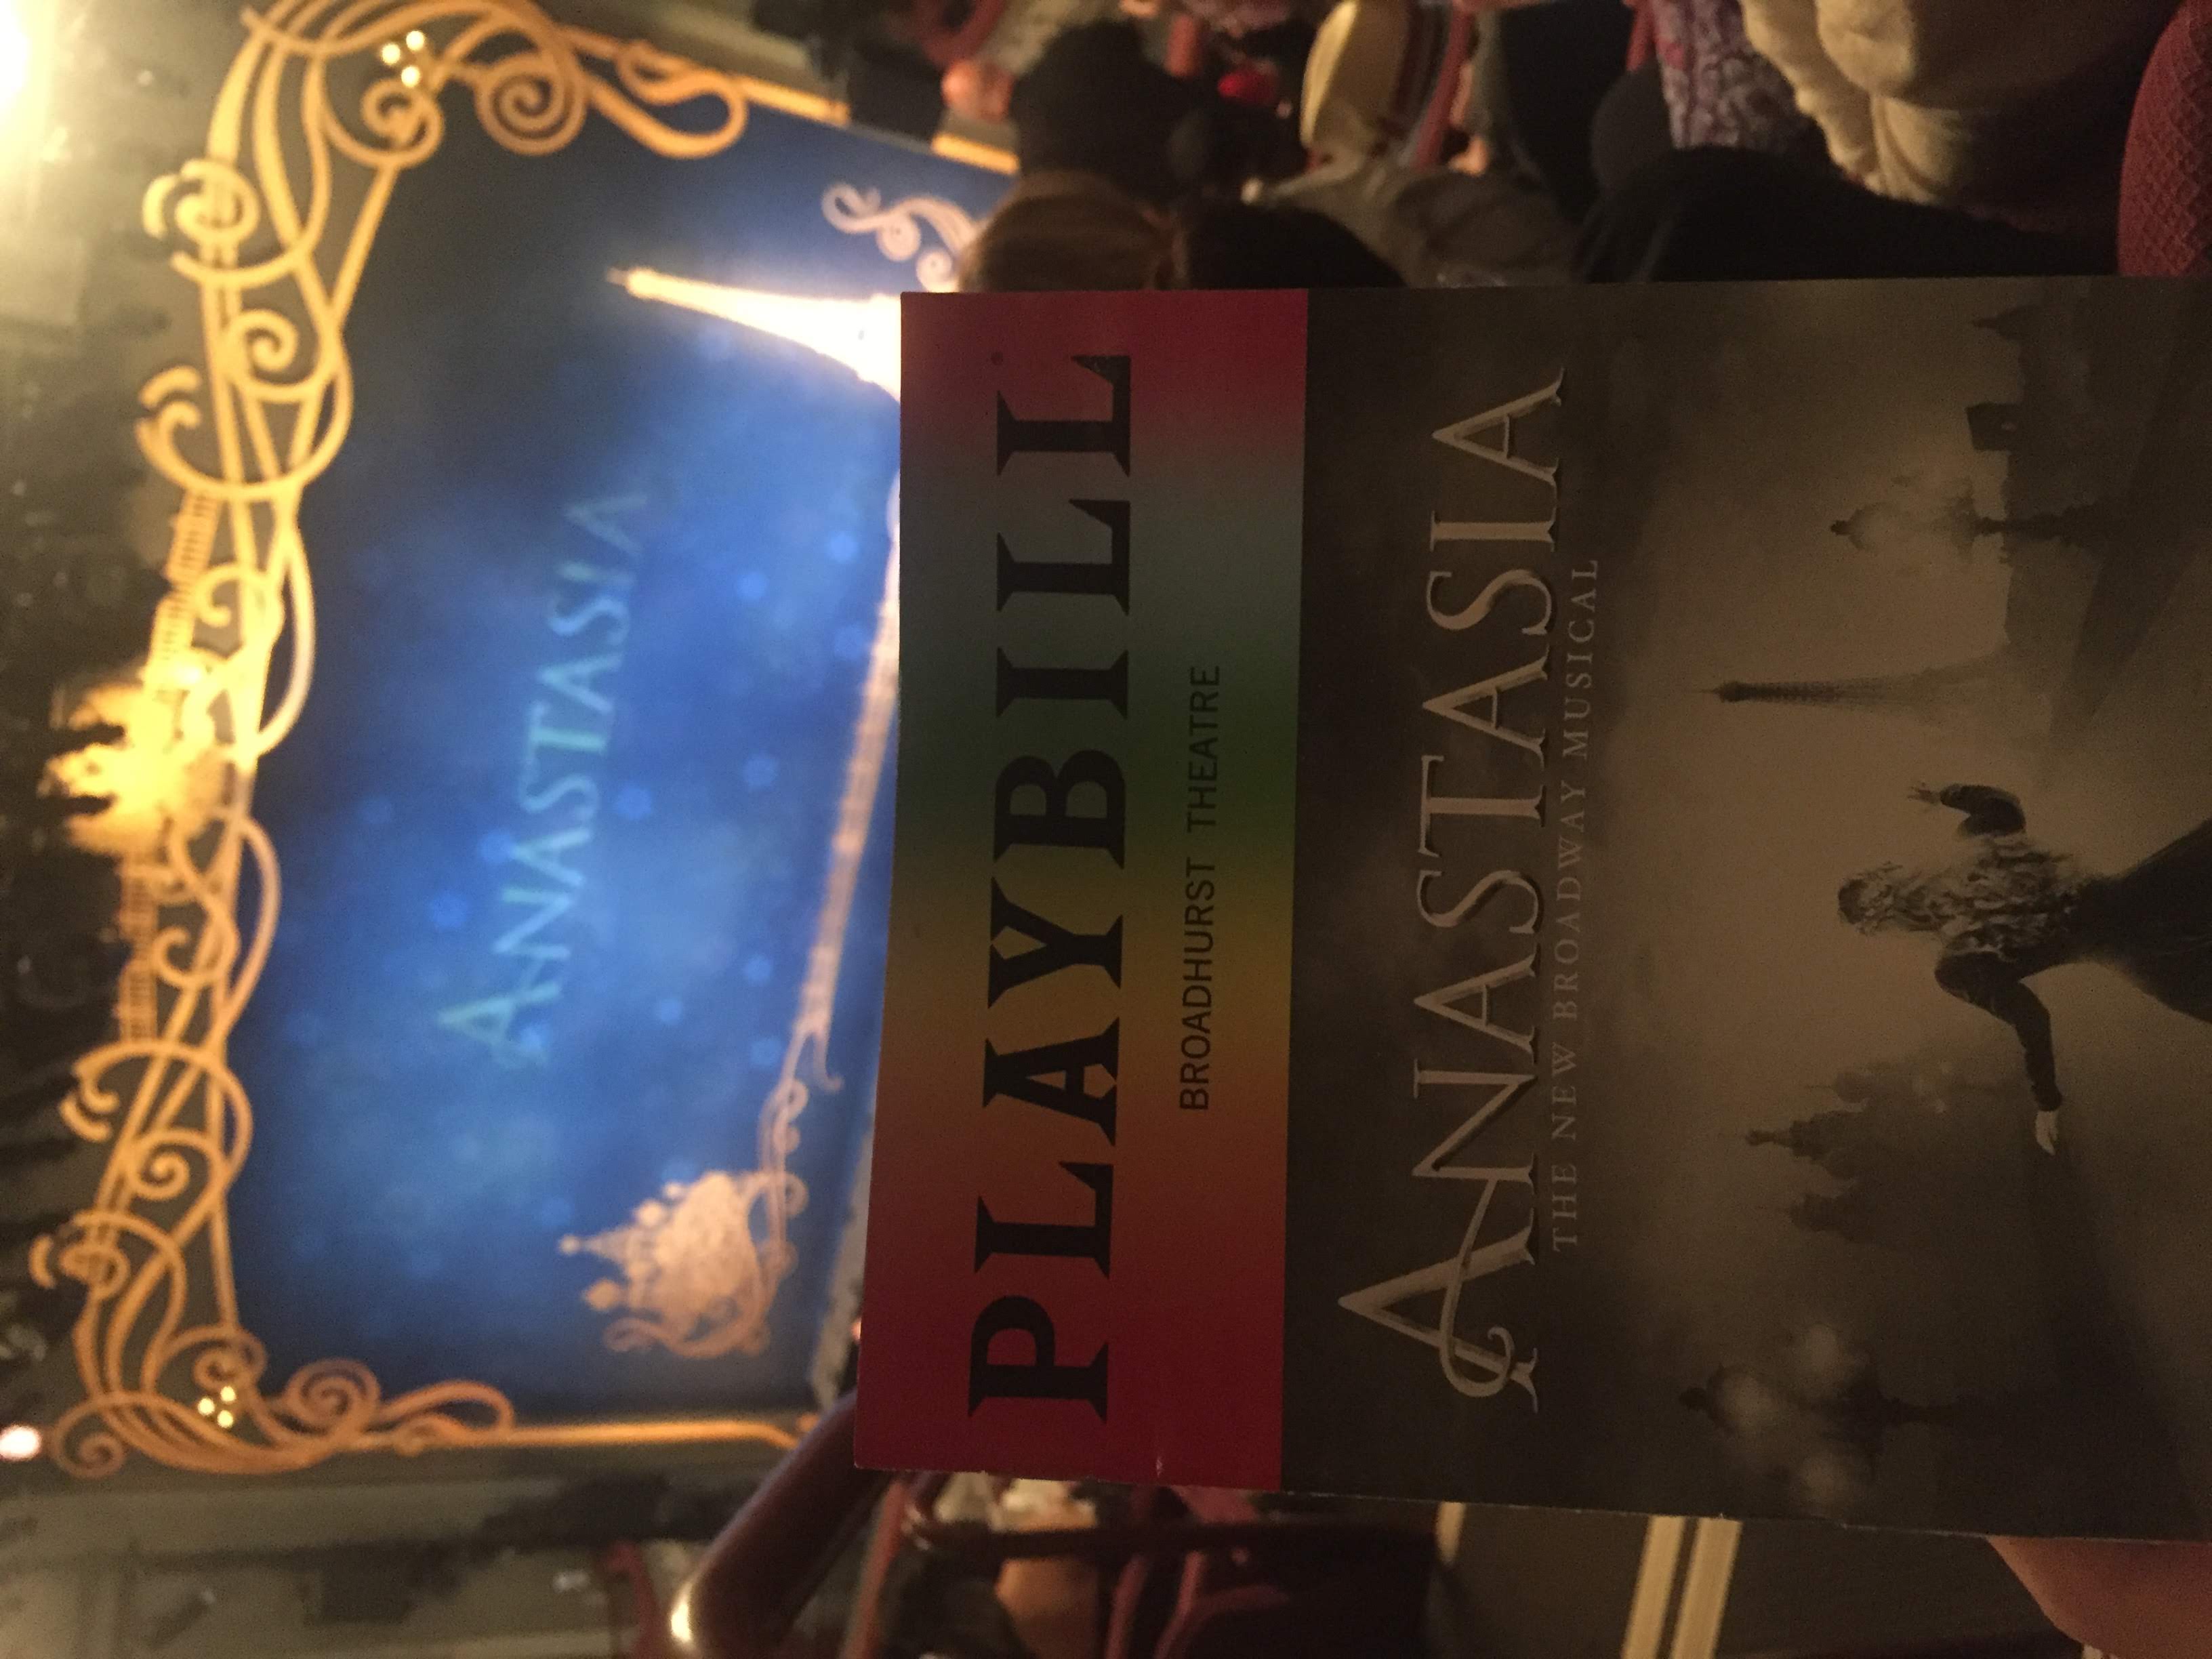 ANASTASIA
PLAYBILL®
BROADHURST THEATRE
ANASTASIA
THE NEW BROADWAY MUSICAL